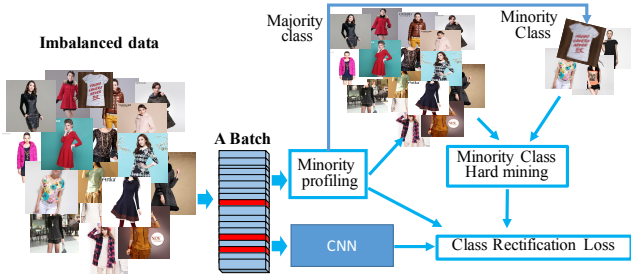 Majority
class
Minority
Class
Imbalanced data
A Batch
Minority
profiling
Minority Class
Hard mining
CNN
Class Rectification Loss